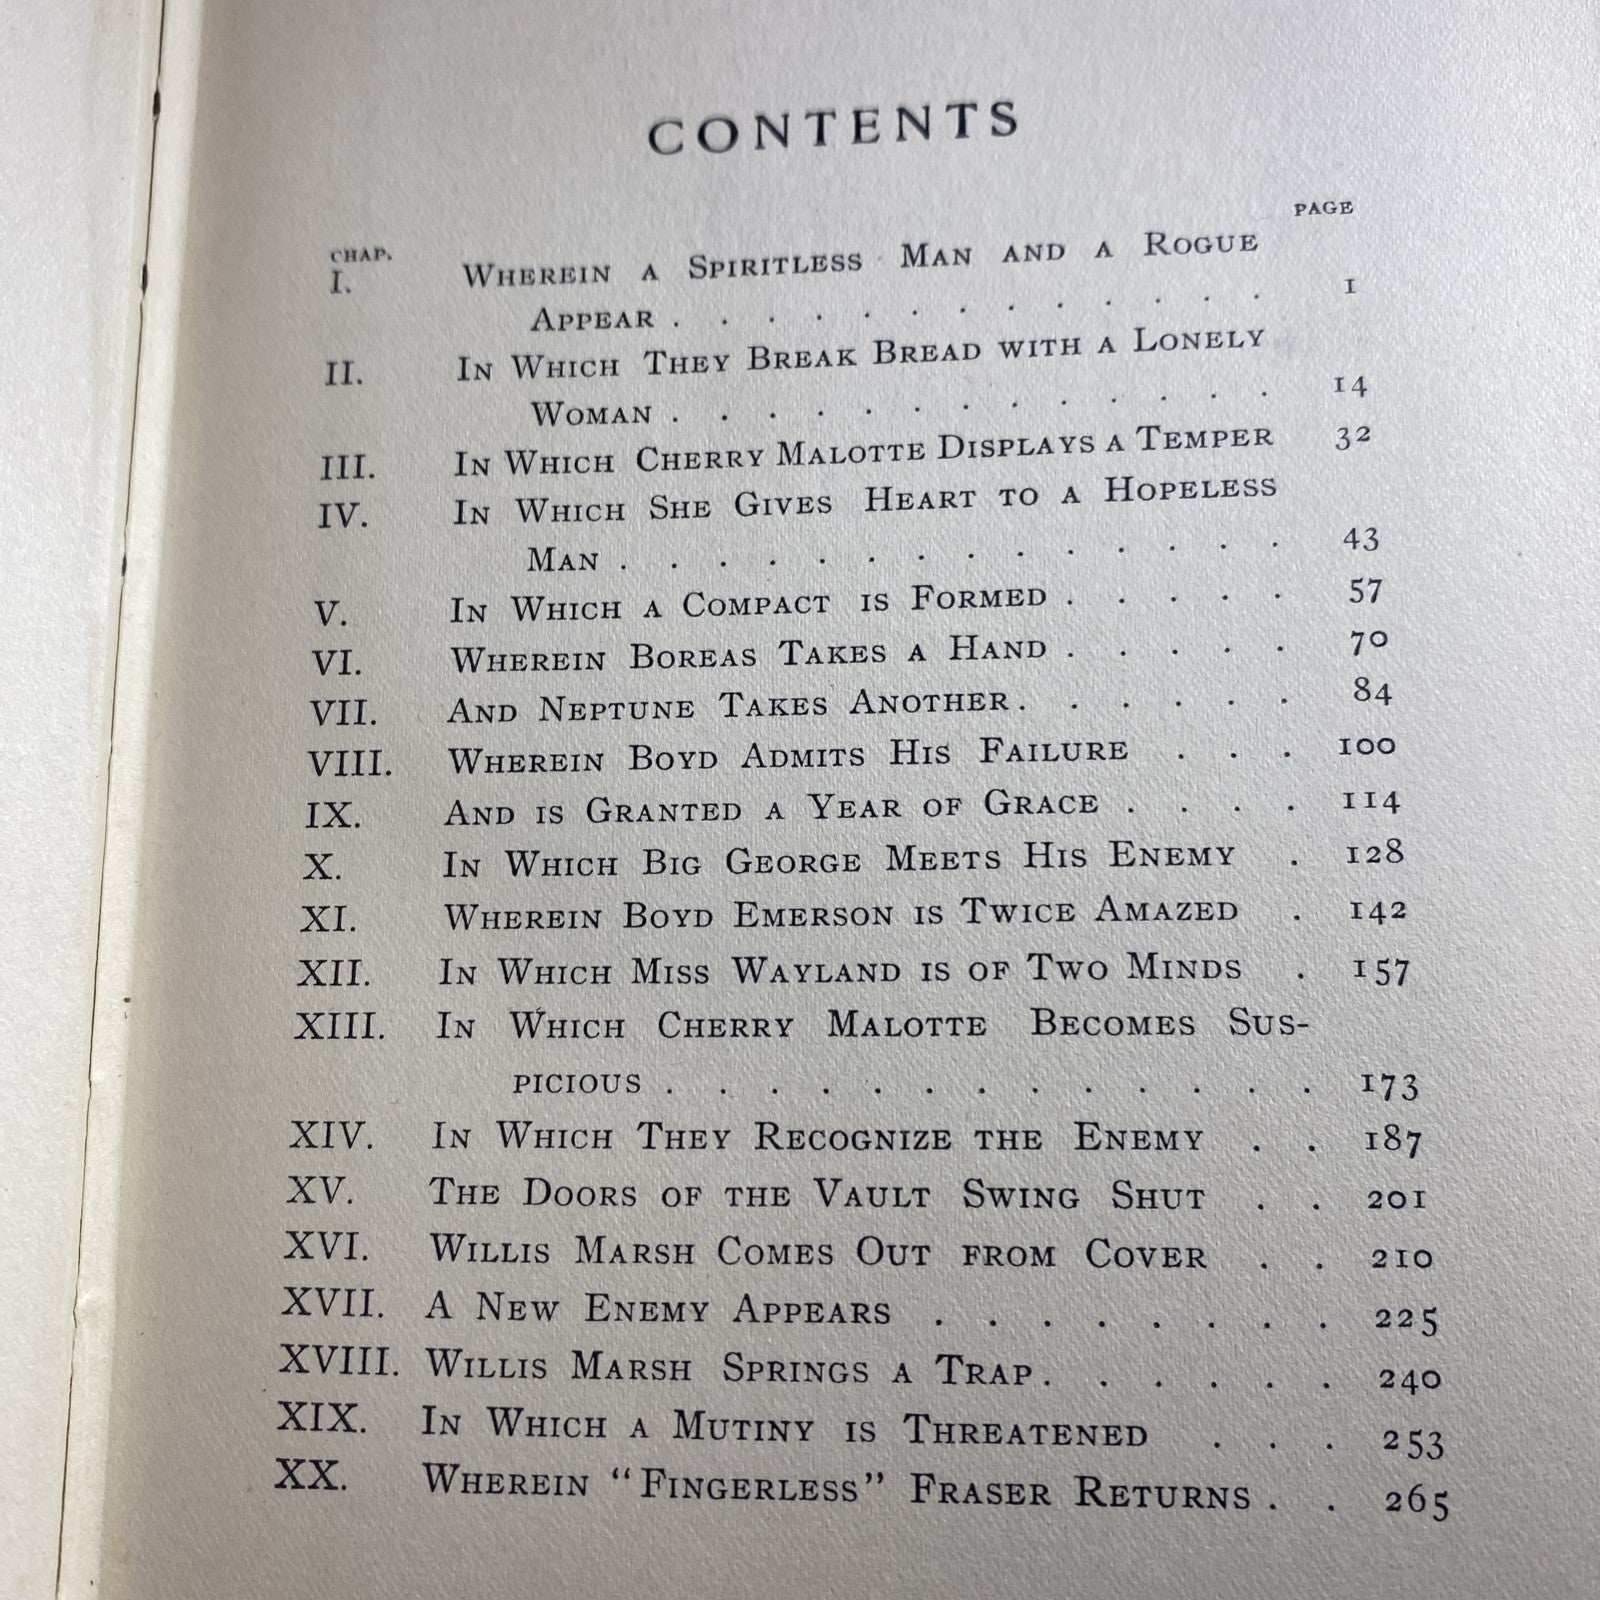 CONTENTS
PAGE
CHAP.
I. WHEREIN A SPIRITLESS MAN AND A ROGUE
APPEAR . . . . . . . . . . . . 1
II. IN WHICH THEY BREAK BREAD WITH A LONELY
WOMAN . . . . . . . . . . . . . 14
III. IN WHICH CHERRY MALOTTE DISPLAYS A TEMPER 32
IV. IN WHICH SHE GIVES HEART TO A HOPELESS
MAN . . . . . . . . . . . . . . 43
V. IN WHICH A COMPACT IS FORMED . . . . . 57
VI. WHEREIN BOREAS TAKES A HAND . . . . . 70
VII. AND NEPTUNE TAKES ANOTHER . . . . . . 84
VIII. WHEREIN BOYD ADMITS HIS FAILURE . . . 100
IX. AND IS GRANTED A YEAR OF GRACE . . . . 114
X. IN WHICH BIG GEORGE MEETS HIS ENEMY . 128
XI. WHEREIN BOYD EMERSON IS TWICE AMAZED . 142
XII. IN WHICH MISS WAYLAND IS OF TWO MINDS . 157
XIII. IN WHICH CHERRY MALOTTE BECOMES SUS-
PICIOUS . . . . . . . . . . . . . 173
XIV. IN WHICH THEY RECOGNIZE THE ENEMY . . 187
XV. THE DOORS OF THE VAULT SWING SHUT . . 201
XVI. WILLIS MARSH COMES OUT FROM COVER . . 210
XVII. A NEW ENEMY APPEARS . . . . . . . . 225
XVIII. WILLIS MARSH SPRINGS A TRAP . . . . . . 240
XIX. IN WHICH A MUTINY IS THREATENED . . . 253
XX. WHEREIN "FINGERLESS" FRASER RETURNS . . 265